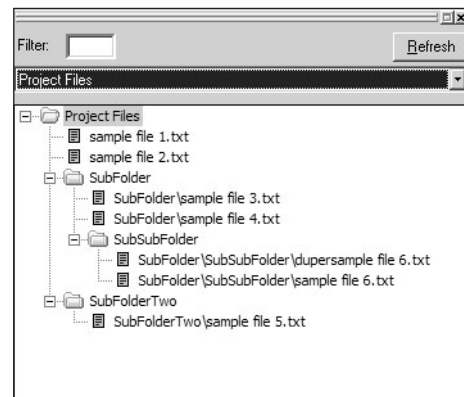 Filter:
Refresh
Project Files
Project Files
sample file 1.txt
sample file 2.txt
SubFolder
SubFolder\sample file 3.txt
SubFolder\sample file 4.txt
SubSubFolder
SubFolder\SubSubFolder\dupersample file 6.txt
SubFolder\SubSubFolder\sample file 6.txt
SubFolderTwo
SubFolderTwo\sample file 5.txt